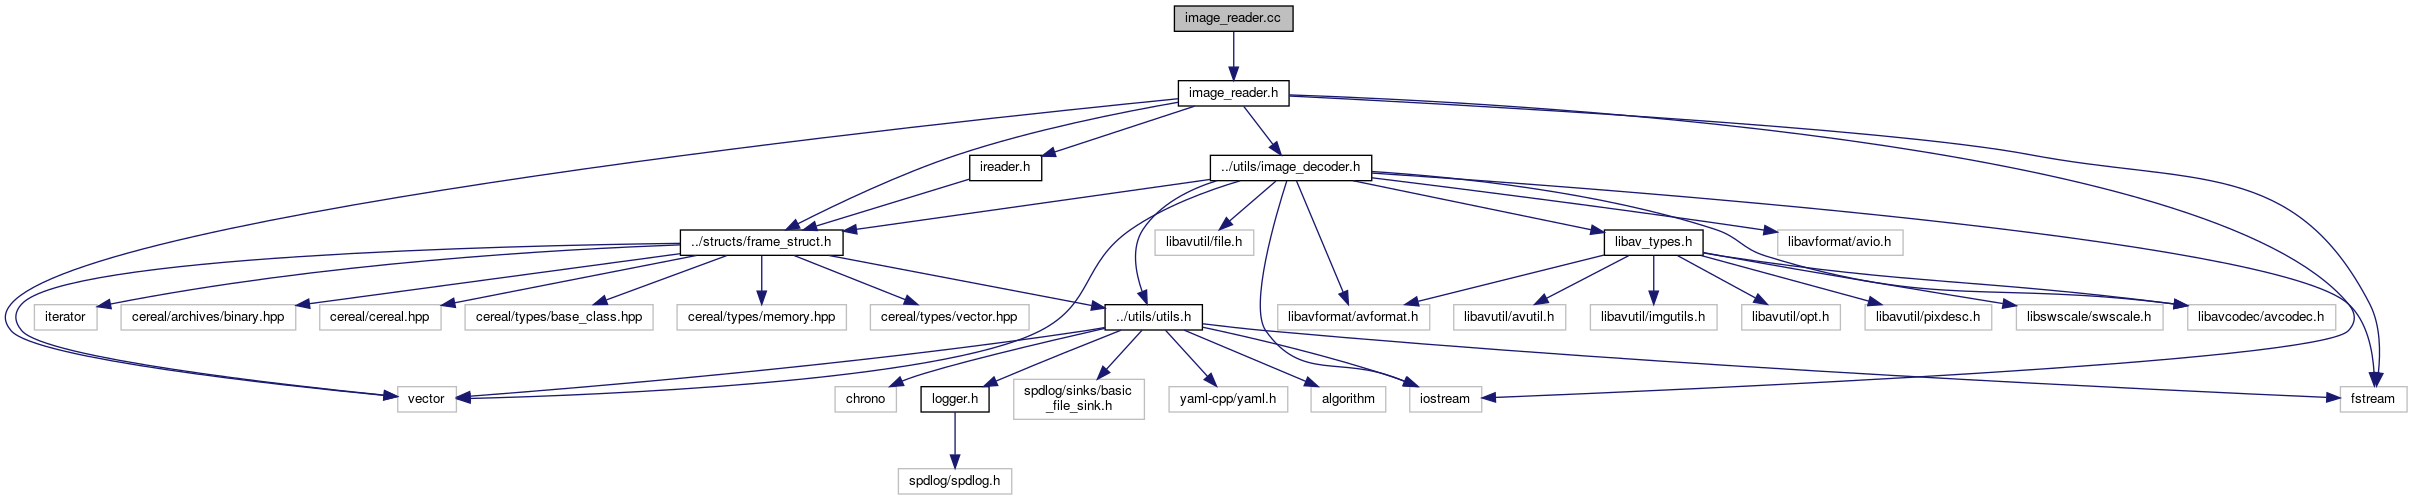 image_reader.cc
image_reader.h
ireader.h
../utils/image_decoder.h
../structs/frame_struct.h
libavutil/file.h
libav_types.h
libavformat/avio.h
iterator
cereal/archives/binary.hpp
cereal/cereal.hpp
cereal/types/base_class.hpp
cereal/types/memory.hpp
cereal/types/vector.hpp
../utils/utils.h
libavformat/avformat.h
libavutil/avutil.h
libavutil/imgutils.h
libavutil/opt.h
libavutil/pixdesc.h
libswscale/swscale.h
libavcodec/avcodec.h
vector
chrono
logger.h
spdlog/sinks/basic
_file_sink.h
yaml-cpp/yaml.h
algorithm
iostream
fstream
spdlog/spdlog.h